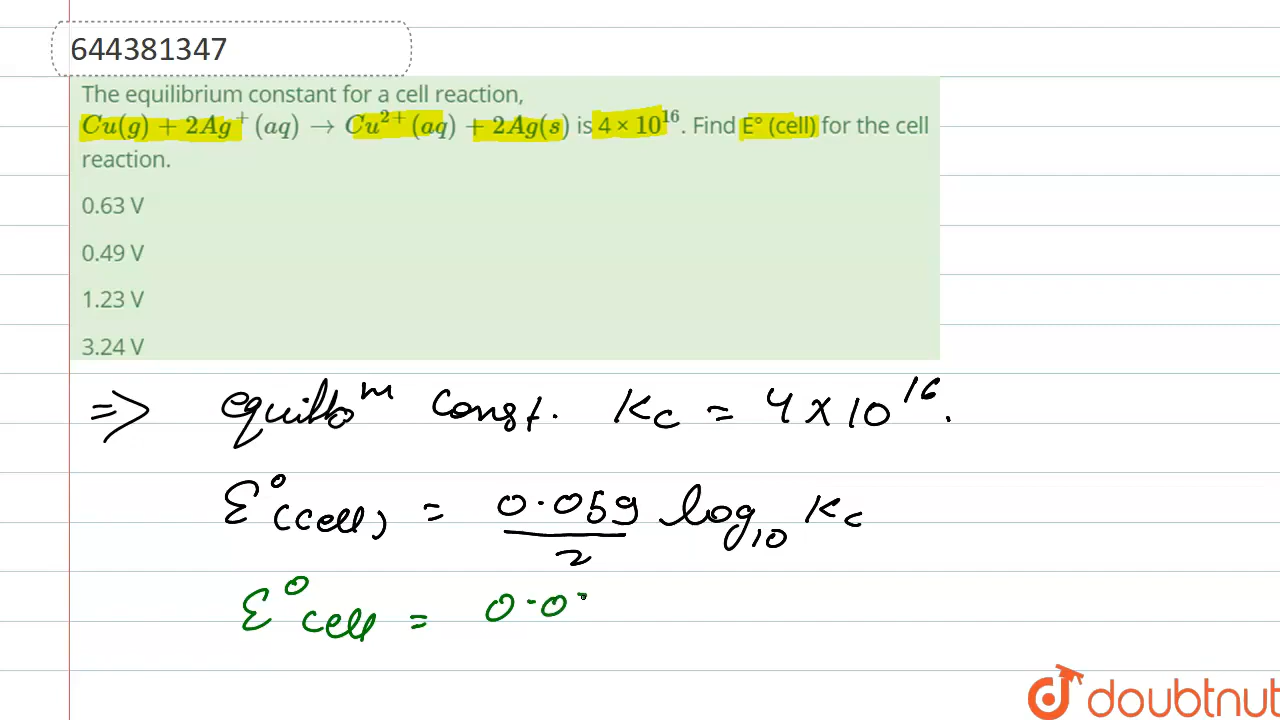 644381347
The equilibrium constant for a cell reaction,
Cu(g) + 2Ag⁺(aq) → Cu²⁺(aq) + 2Ag(s) is 4 × 10¹⁶. Find E° (cell) for the cell
reaction.
0.63 V
0.49 V
1.23 V
3.24 V
=> equilibᵐ const. Kc = 4 × 10¹⁶.
E°(cell) = 0.059/2 log₁₀ Kc
E°cell = 0.0
doubtnut